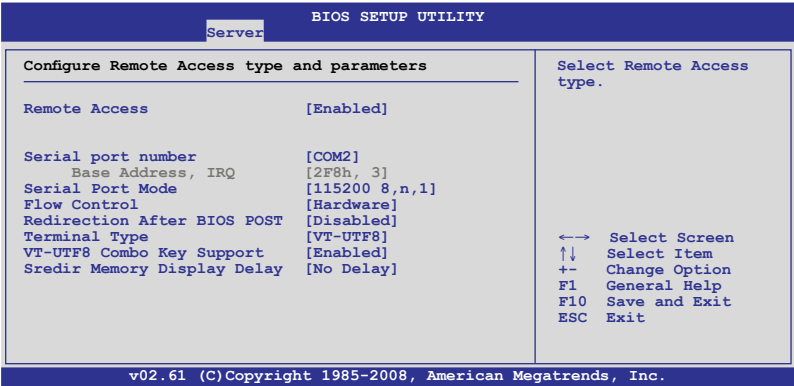 BIOS SETUP UTILITY
Server
Configure Remote Access type and parameters
Remote Access [Enabled]
Serial port number [COM2]
Base Address, IRQ [2F8h, 3]
Serial Port Mode [115200 8,n,1]
Flow Control [Hardware]
Redirection After BIOS POST [Disabled]
Terminal Type [VT-UTF8]
VT-UTF8 Combo Key Support [Enabled]
Sredir Memory Display Delay [No Delay]
Select Remote Access
type.
←→ Select Screen
↑↓ Select Item
+- Change Option
F1 General Help
F10 Save and Exit
ESC Exit
v02.61 (C)Copyright 1985-2008, American Megatrends, Inc.